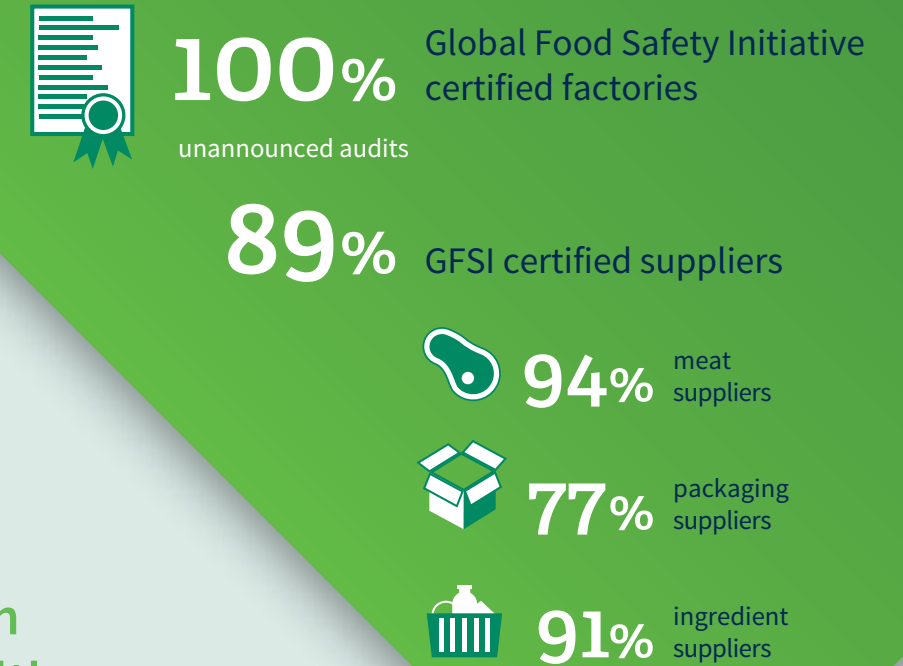 100% Global Food Safety Initiative
certified factories
unannounced audits
89% GFSI certified suppliers
94% meat
suppliers
77% packaging
suppliers
91% ingredient
suppliers